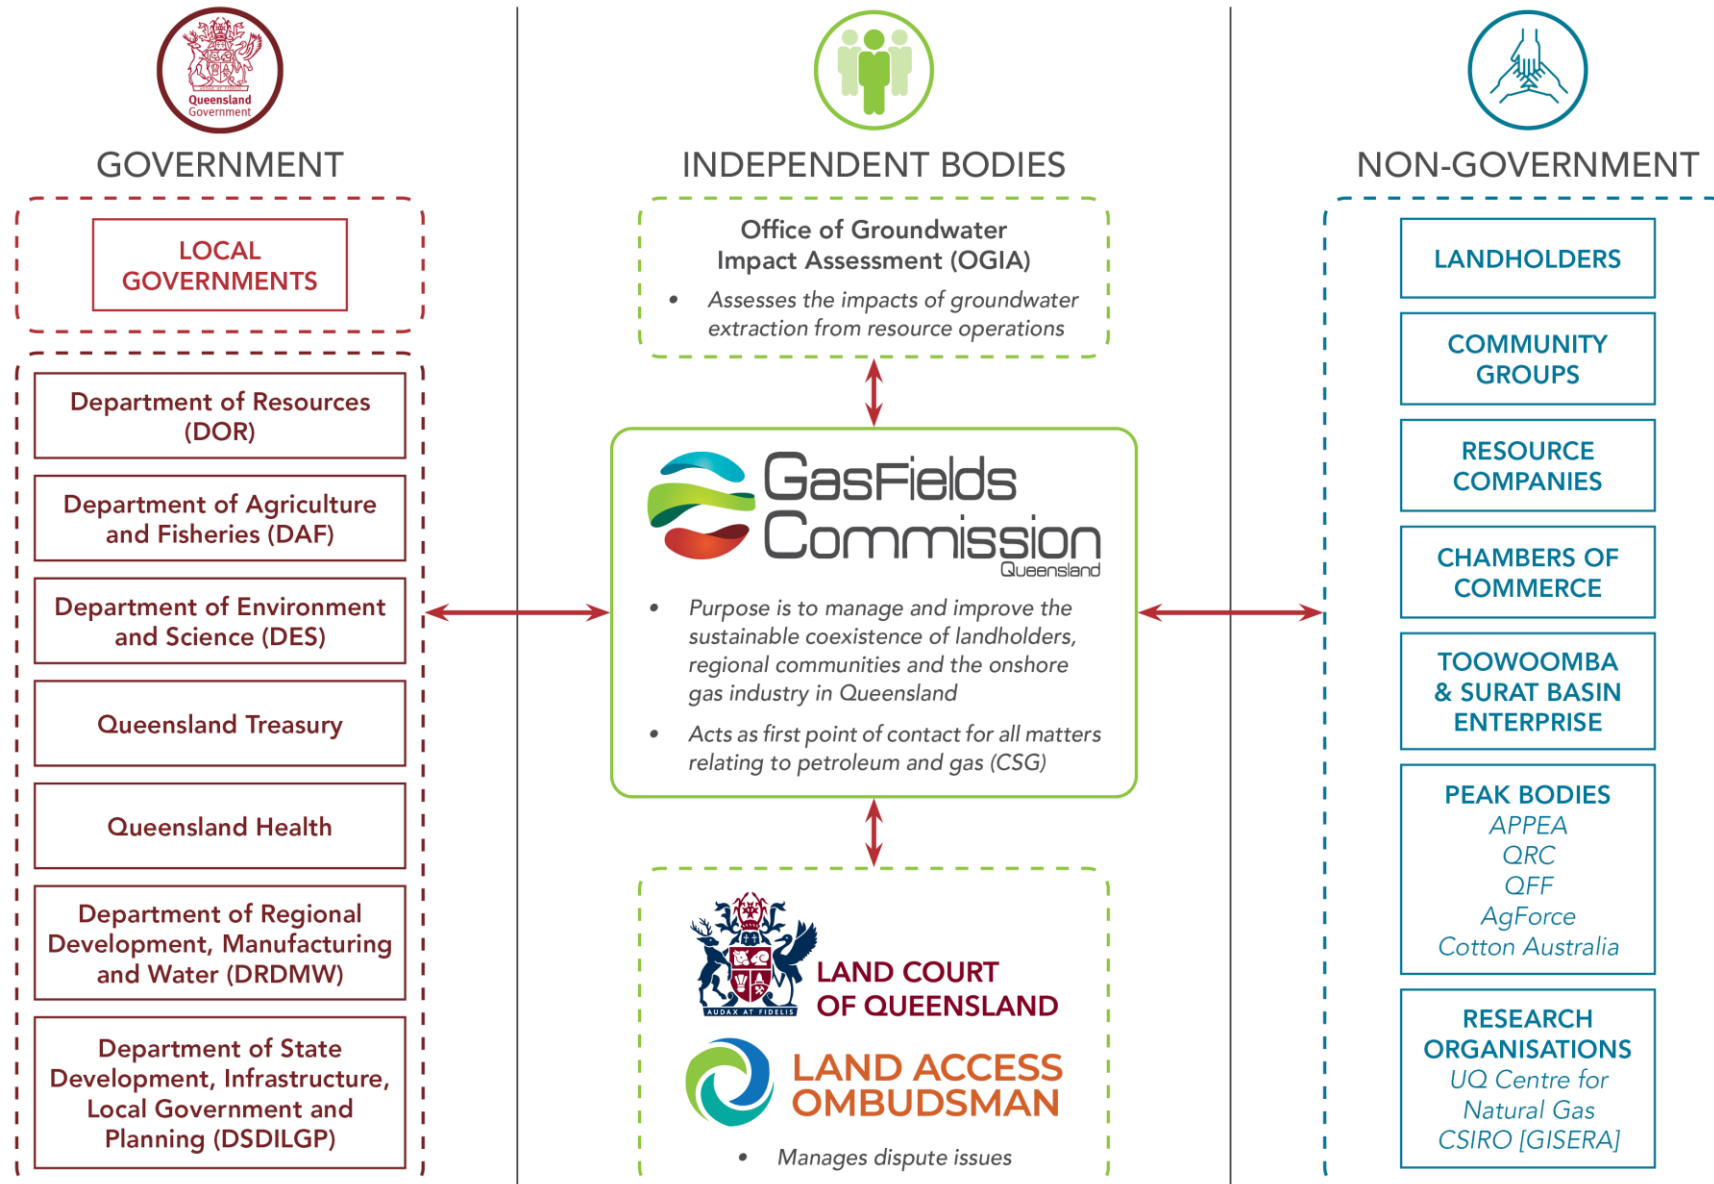 Queensland
Government
GOVERNMENT
LOCAL
GOVERNMENTS
Department of Resources
(DOR)
Department of Agriculture
and Fisheries (DAF)
Department of Environment
and Science (DES)
Queensland Treasury
Queensland Health
Department of Regional
Development, Manufacturing
and Water (DRDMW)
Department of State
Development, Infrastructure,
Local Government and
Planning (DSDILGP)
INDEPENDENT BODIES
Office of Groundwater
Impact Assessment (OGIA)
• Assesses the impacts of groundwater
extraction from resource operations
GasFields
Commission
Queensland
• Purpose is to manage and improve the
sustainable coexistence of landholders,
regional communities and the onshore
gas industry in Queensland
• Acts as first point of contact for all matters
relating to petroleum and gas (CSG)
AUDAX AT FIDELIS
LAND COURT
OF QUEENSLAND
LAND ACCESS
OMBUDSMAN
• Manages dispute issues
NON-GOVERNMENT
LANDHOLDERS
COMMUNITY
GROUPS
RESOURCE
COMPANIES
CHAMBERS OF
COMMERCE
TOOWOOMBA
& SURAT BASIN
ENTERPRISE
PEAK BODIES
APPEA
QRC
QFF
AgForce
Cotton Australia
RESEARCH
ORGANISATIONS
UQ Centre for
Natural Gas
CSIRO [GISERA]